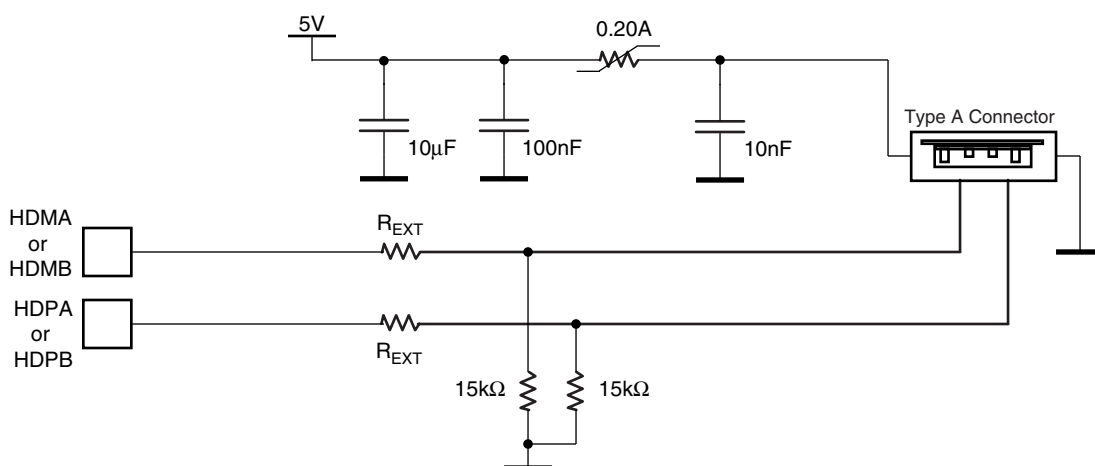 5V
0.20A
Type A Connector
10μF
100nF
10nF
HDMA
or
HDMB
REXT
HDPA
or
HDPB
REXT
15kΩ
15kΩ